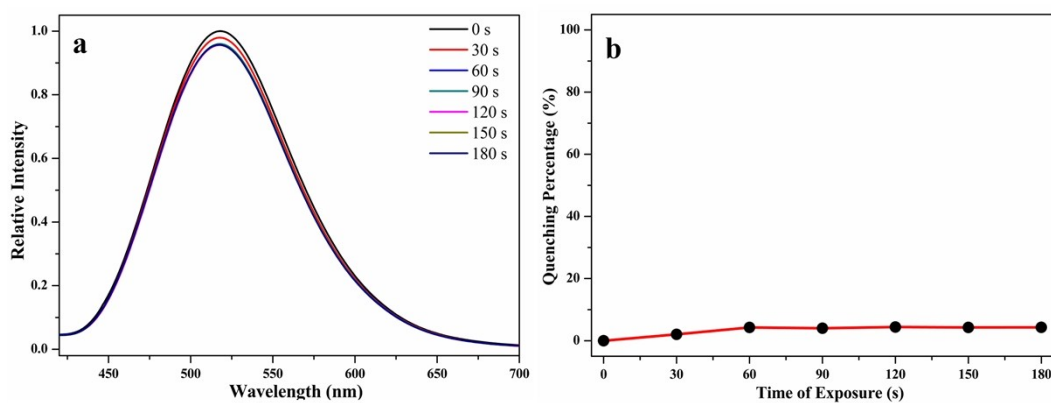 a
0 s
30 s
60 s
90 s
120 s
150 s
180 s
1.0
0.8
0.6
0.4
0.2
0.0
Relative Intensity
450 500 550 600 650 700
Wavelength (nm)
b
100
80
60
40
20
0
Quenching Percentage (%)
0 30 60 90 120 150 180
Time of Exposure (s)